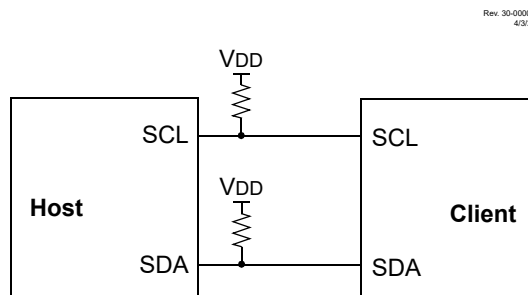 Rev. 30-0000
4/3/
VDD
SCL
SCL
VDD
Host
Client
SDA
SDA